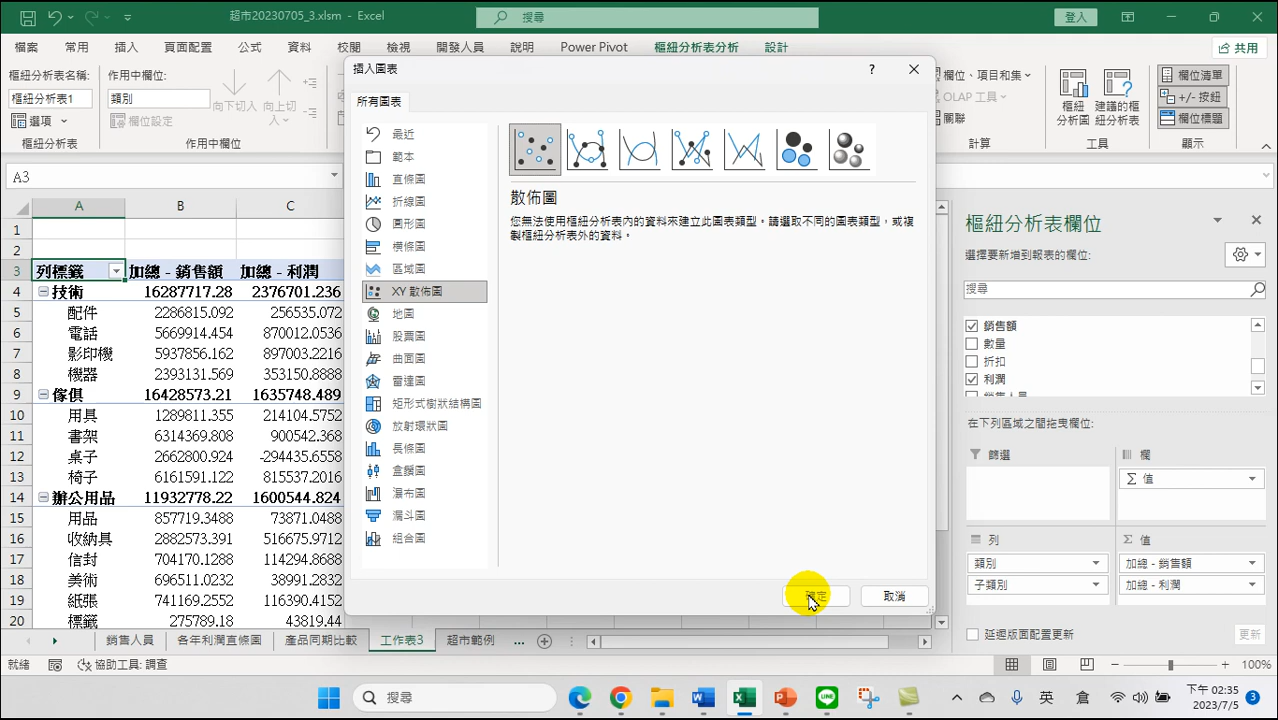 超市20230705_3.xlsm - Excel
搜尋
登入
檔案 常用 插入 頁面配置 公式 資料 校閱 檢視 開發人員 說明 Power Pivot 樞紐分析表分析 設計
共用
樞紐分析表名稱:
樞紐分析表1
選項
樞紐分析表
作用中欄位:
類別
欄位設定
向下切入
向上切入
作用中欄位
欄位、項目和集
OLAP 工具
關聯
計算
樞紐分析圖
建議的樞紐分析表
工具
欄位清單
+/- 按鈕
欄位標題
顯示
A3
A B C
1
2
3 列標籤 加總 - 銷售額 加總 - 利潤
4 技術 16287717.28 2376701.236
5 配件 2286815.092 256535.072
6 電話 5669914.454 870012.0536
7 影印機 5937856.162 897003.2216
8 機器 2393131.569 353150.8888
9 傢俱 16428573.21 1635748.489
10 用具 1289811.355 214104.5752
11 書架 6314369.808 900542.368
12 桌子 2662800.924 -294435.6558
13 椅子 6161591.122 815537.2016
14 辦公用品 11932778.22 1600544.824
15 用品 857719.3488 73871.0488
16 收納具 2882573.391 516675.9712
17 信封 704170.1288 114294.8688
18 美術 696511.0232 38991.2832
19 紙張 741169.2552 116390.4152
20 標籤 275789.18 43819.44
插入圖表
?
所有圖表
最近
範本
直條圖
折線圖
圓形圖
橫條圖
區域圖
XY 散佈圖
地圖
股票圖
曲面圖
雷達圖
矩形式樹狀結構圖
放射環狀圖
長條圖
盒鬚圖
瀑布圖
漏斗圖
組合圖
散佈圖
您無法使用樞紐分析表內的資料來建立此圖表類型。請選取不同的圖表類型，或複
製樞紐分析表外的資料。
確定
取消
樞紐分析表欄位
選擇要新增到報表的欄位:
搜尋
銷售額
數量
折扣
利潤
銷售人員
在下列區域之間拖曳欄位:
篩選
欄
Σ 值
列
類別
子類別
Σ 值
加總 - 銷售額
加總 - 利潤
延遲版面配置更新
更新
銷售人員 各年利潤直條圖 產品同期比較 工作表3 超市範例 ...
就緒
協助工具: 調查
100%
搜尋
英
倉
下午 02:35
2023/7/5
3